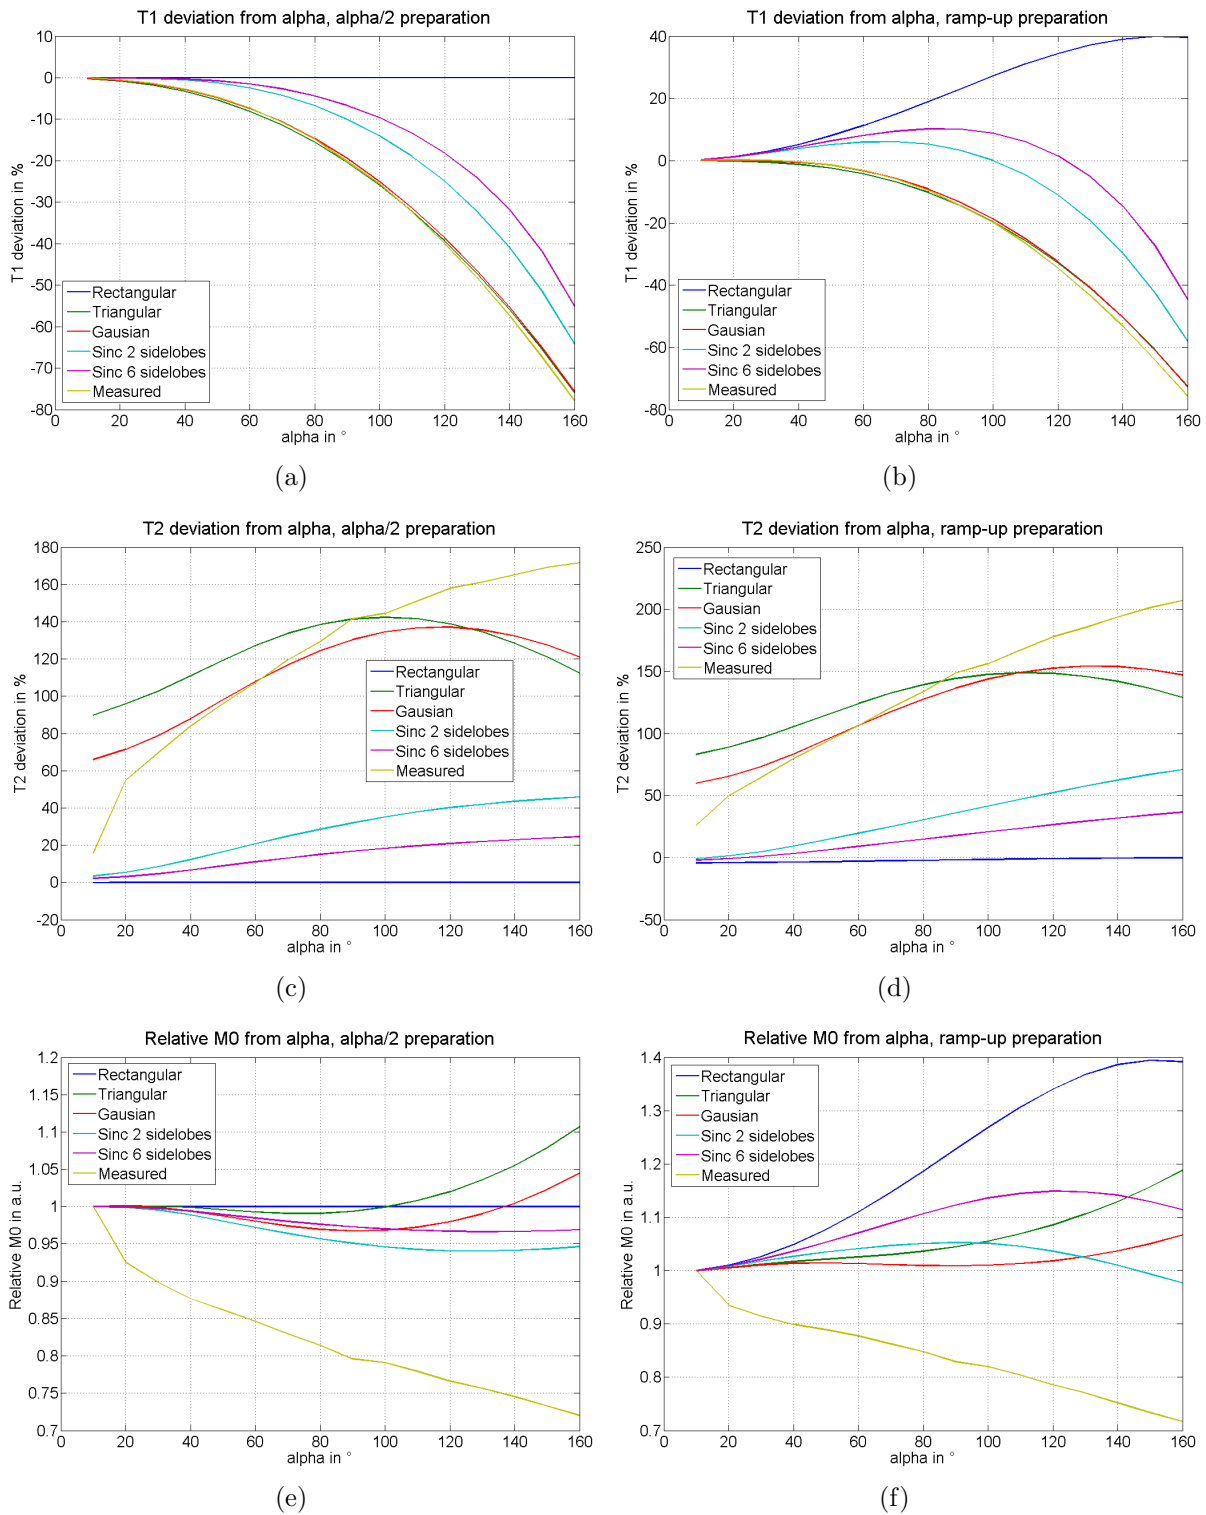 T1 deviation from alpha, alpha/2 preparation
10
0
-10
-20
-30
-40
-50
-60
-70
-80
T1 deviation in %
Rectangular
Triangular
Gausian
Sinc 2 sidelobes
Sinc 6 sidelobes
Measured
0 20 40 60 80 100 120 140 160
alpha in °
(a)
T1 deviation from alpha, ramp-up preparation
40
20
0
-20
-40
-60
-80
T1 deviation in %
Rectangular
Triangular
Gausian
Sinc 2 sidelobes
Sinc 6 sidelobes
Measured
0 20 40 60 80 100 120 140 160
alpha in °
(b)
T2 deviation from alpha, alpha/2 preparation
180
160
140
120
100
80
60
40
20
0
-20
T2 deviation in %
Rectangular
Triangular
Gausian
Sinc 2 sidelobes
Sinc 6 sidelobes
Measured
0 20 40 60 80 100 120 140 160
alpha in °
(c)
T2 deviation from alpha, ramp-up preparation
250
200
150
100
50
0
-50
T2 deviation in %
Rectangular
Triangular
Gausian
Sinc 2 sidelobes
Sinc 6 sidelobes
Measured
0 20 40 60 80 100 120 140 160
alpha in °
(d)
Relative M0 from alpha, alpha/2 preparation
1.2
1.15
1.1
1.05
1
0.95
0.9
0.85
0.8
0.75
0.7
Relative M0 in a.u.
Rectangular
Triangular
Gausian
Sinc 2 sidelobes
Sinc 6 sidelobes
Measured
0 20 40 60 80 100 120 140 160
alpha in °
(e)
Relative M0 from alpha, ramp-up preparation
1.4
1.3
1.2
1.1
1
0.9
0.8
0.7
Relative M0 in a.u.
Rectangular
Triangular
Gausian
Sinc 2 sidelobes
Sinc 6 sidelobes
Measured
0 20 40 60 80 100 120 140 160
alpha in °
(f)